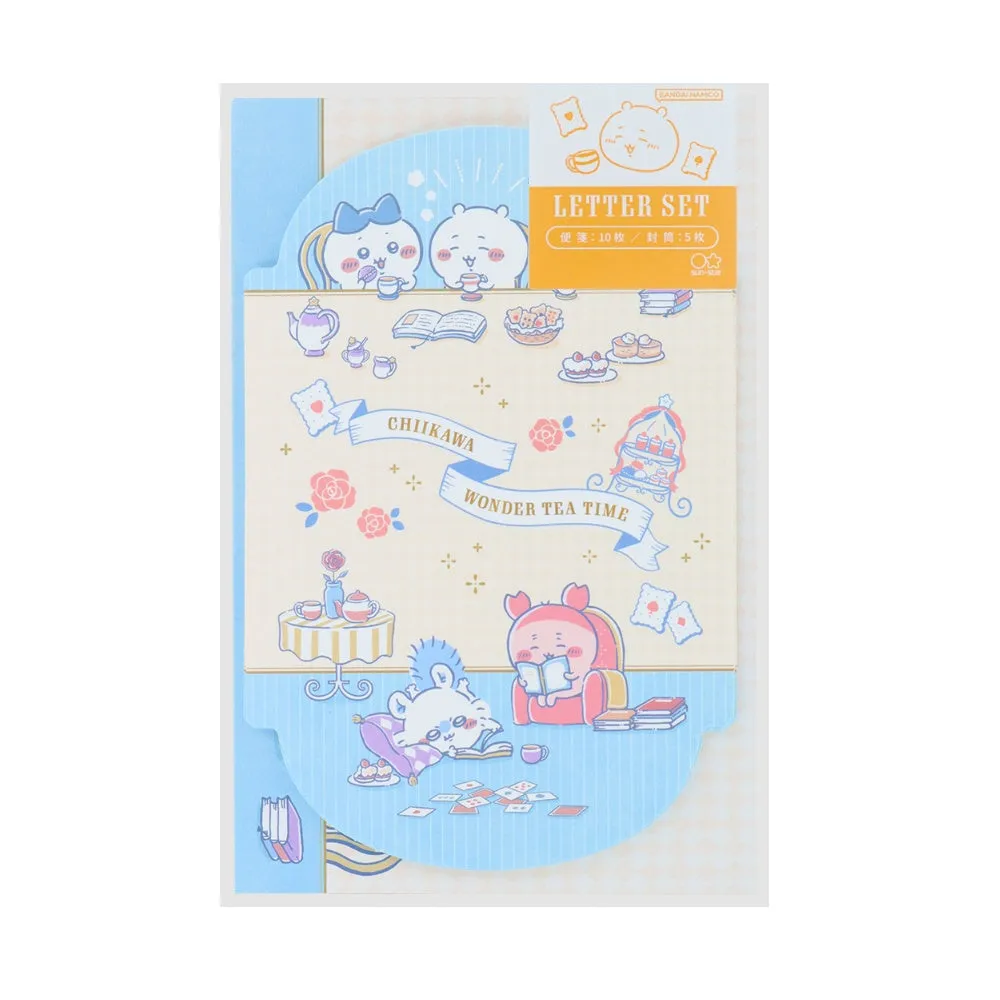 BANDAI NAMCO
LETTER SET
便箋:10枚/封筒:5枚
CHIIKAWA
WONDER TEA TIME